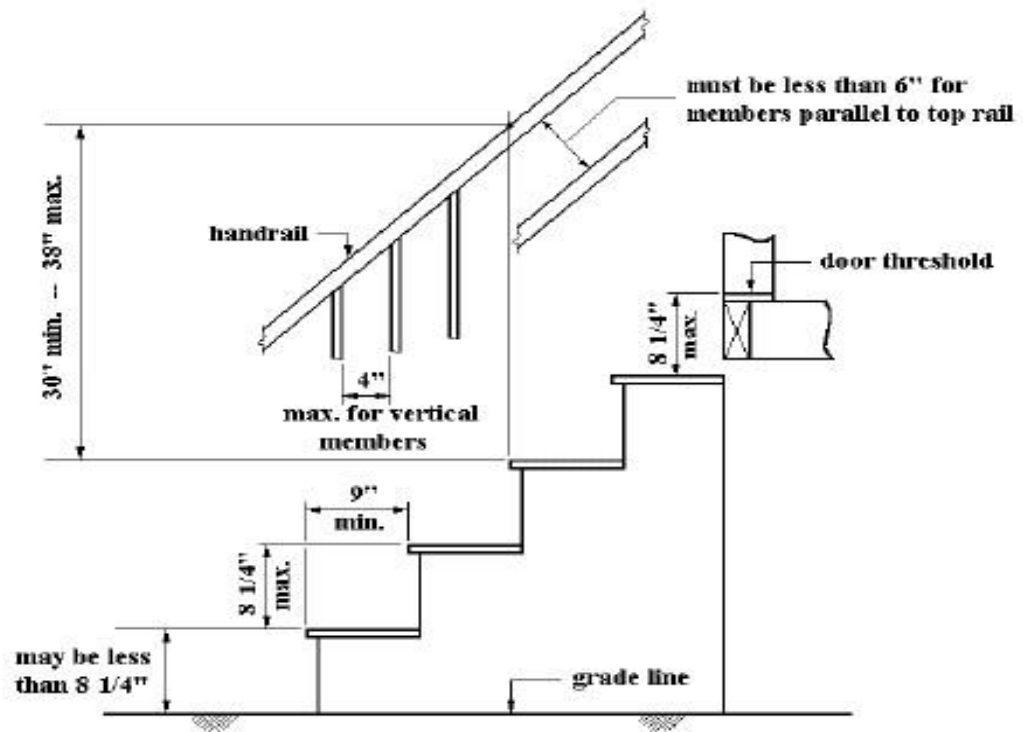 must be less than 6" for
members parallel to top rail
handrail
30" min. -- 38" max.
door threshold
8 1/4"
max.
4"
max. for vertical
members
9"
min.
8 1/4"
max.
may be less
than 8 1/4"
grade line